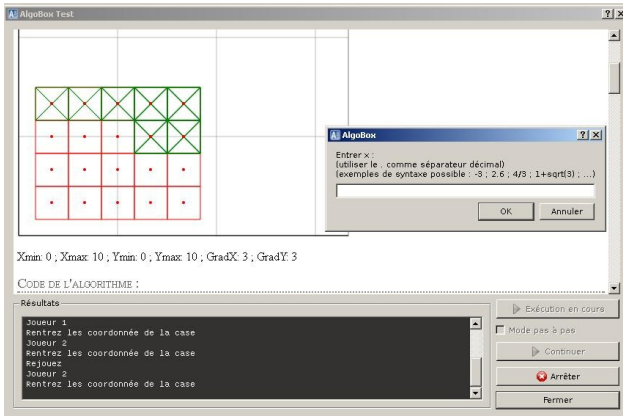 AlgoBox Test
AlgoBox
Entrer x :
(utiliser le . comme séparateur décimal)
(exemples de syntaxe possible : -3 ; 2.6 ; 4/3 ; 1+sqrt(3) ; ...)
OK
Annuler
Xmin: 0 ; Xmax: 10 ; Ymin: 0 ; Ymax: 10 ; GradX: 3 ; GradY: 3
CODE DE L'ALGORITHME :
Résultats
Joueur 1
Rentrez les coordonnée de la case
Joueur 2
Rentrez les coordonnée de la case
Rejouez
Joueur 2
Rentrez les coordonnée de la case
Exécution en cours
Mode pas à pas
Continuer
Arrêter
Fermer